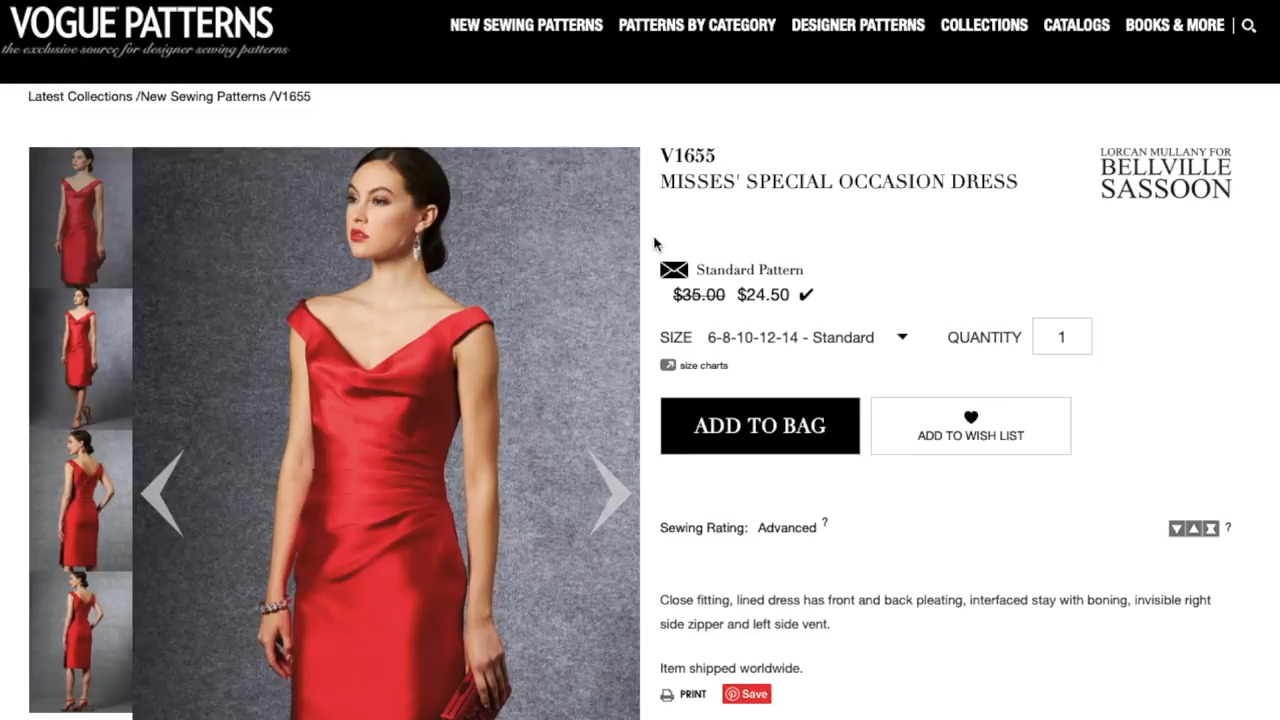 VOGUE PATTERNS
the exclusive source for designer sewing patterns
NEW SEWING PATTERNS PATTERNS BY CATEGORY DESIGNER PATTERNS COLLECTIONS CATALOGS BOOKS & MORE
Latest Collections /New Sewing Patterns /V1655
V1655
MISSES' SPECIAL OCCASION DRESS
LORCAN MULLANY FOR
BELLVILLE
SASSOON
Standard Pattern
$35.00 $24.50 ✔
SIZE 6-8-10-12-14 - Standard QUANTITY 1
size charts
ADD TO BAG
ADD TO WISH LIST
Sewing Rating: Advanced ?
?
Close fitting, lined dress has front and back pleating, interfaced stay with boning, invisible right
side zipper and left side vent.
Item shipped worldwide.
PRINT Save